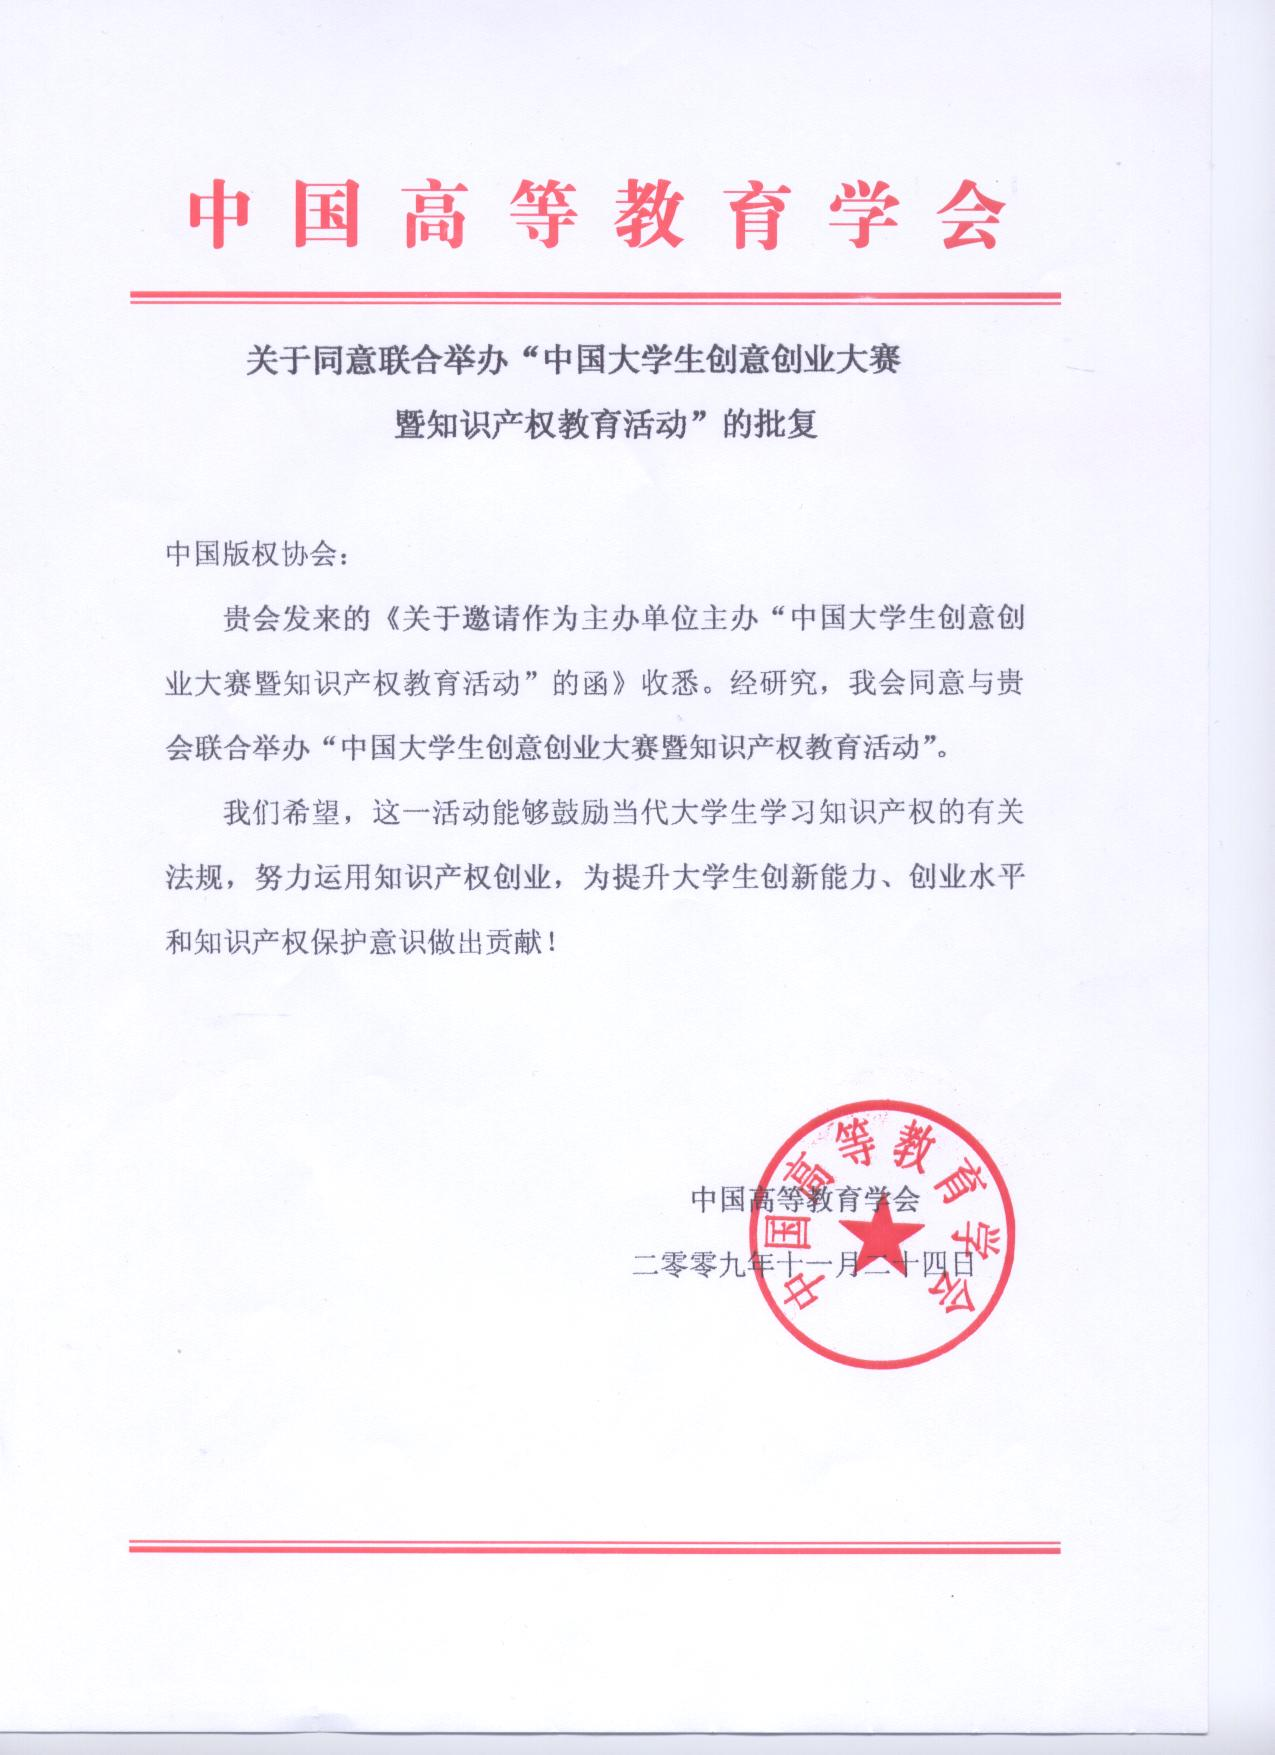 中国高等教育学会
关于同意联合举办“中国大学生创意创业大赛
暨知识产权教育活动”的批复
中国版权协会：
贵会发来的《关于邀请作为主办单位主办“中国大学生创意创
业大赛暨知识产权教育活动”的函》收悉。经研究，我会同意与贵
会联合举办“中国大学生创意创业大赛暨知识产权教育活动”。
我们希望，这一活动能够鼓励当代大学生学习知识产权的有关
法规，努力运用知识产权创业，为提升大学生创新能力、创业水平
和知识产权保护意识做出贡献！
中国高等教育学会
二零零九年十一月二十四日
中国高等教育学会